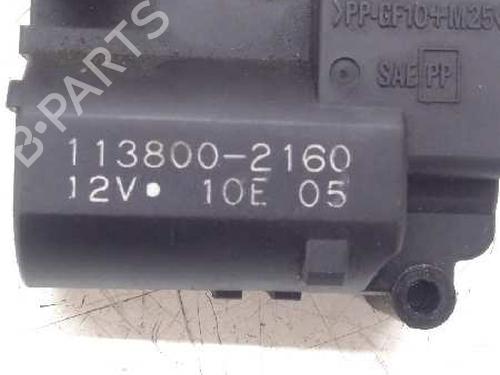 >PP-GF10+M25<
SAE PP
113800-2160
12V• 10E 05
B-PARTS